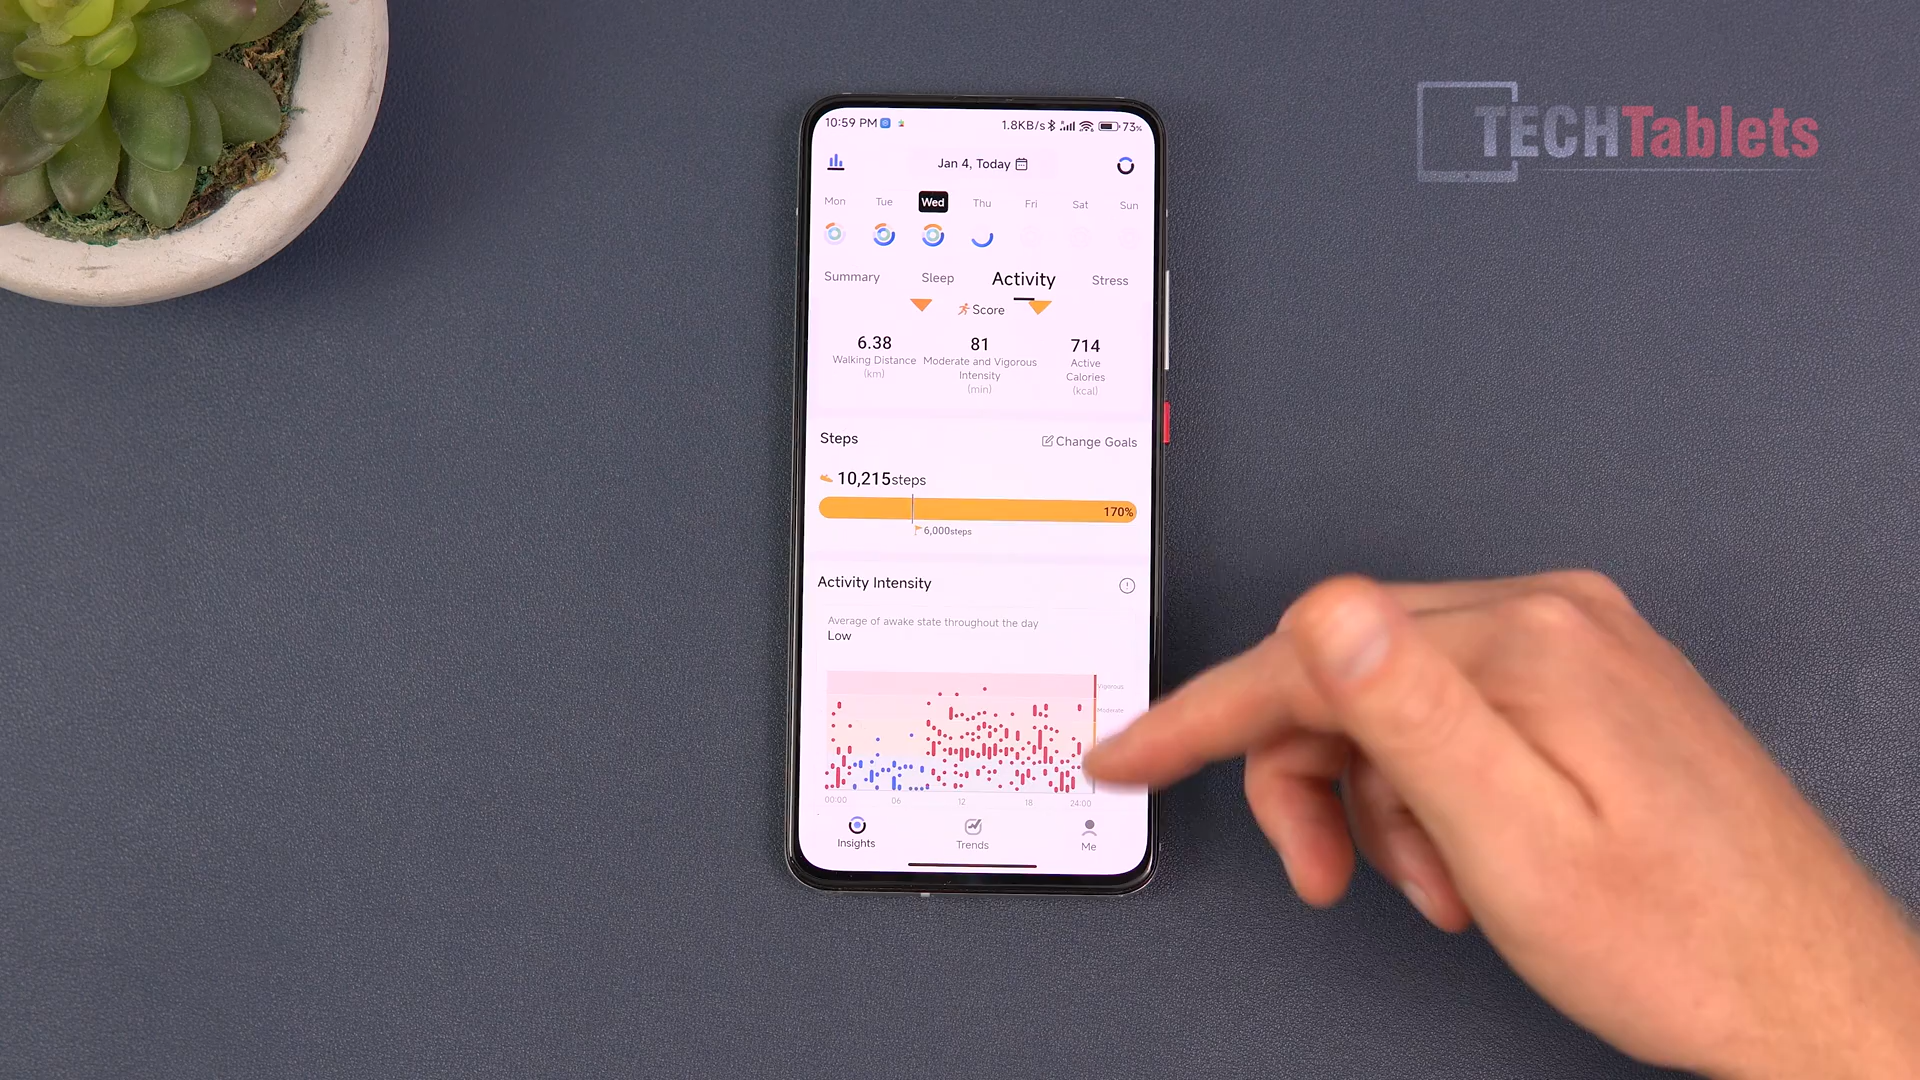 10:59 PM 1.8KB/s 73%
TECHTablets
Jan 4, Today
Mon Tue Wed Thu Fri Sat Sun
Summary Sleep Activity Stress
Score
6.38 81 714
Walking Distance Moderate and Vigorous Active
(km) Intensity Calories
(min) (kcal)
Steps Change Goals
10,215steps
170%
6,000steps
Activity Intensity
Average of awake state throughout the day
Low
Vigorous
Moderate
00:00 06 12 18 24:00
Insights Trends Me